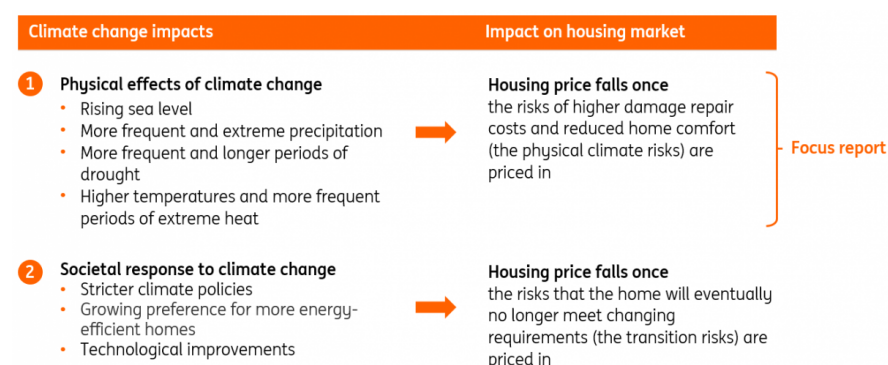 Climate change impacts
Impact on housing market
1
Physical effects of climate change
• Rising sea level
• More frequent and extreme precipitation
• More frequent and longer periods of
drought
• Higher temperatures and more frequent
periods of extreme heat
Housing price falls once
the risks of higher damage repair
costs and reduced home comfort
(the physical climate risks) are
priced in
Focus report
2
Societal response to climate change
• Stricter climate policies
• Growing preference for more energy-
efficient homes
• Technological improvements
Housing price falls once
the risks that the home will eventually
no longer meet changing
requirements (the transition risks) are
priced in